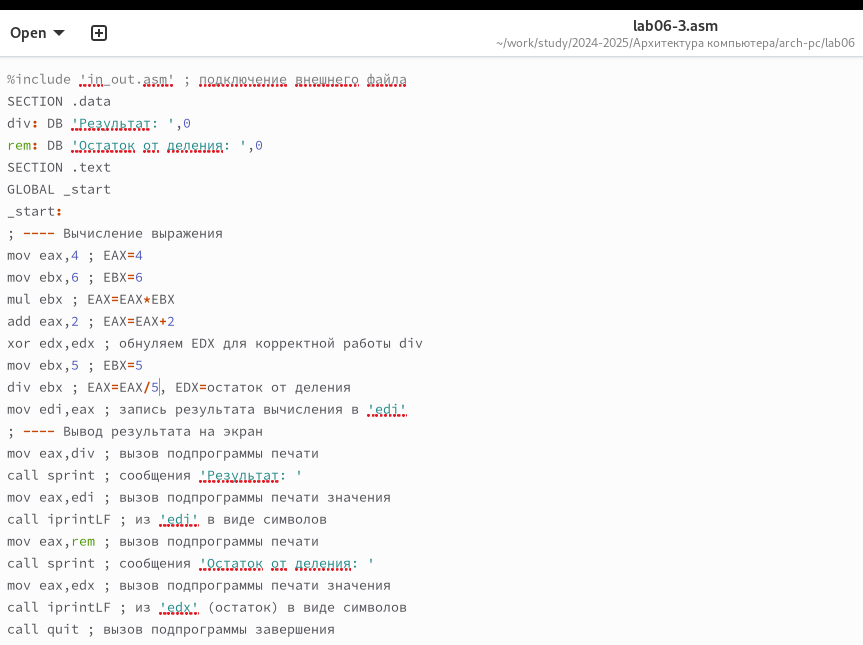 Open
lab06-3.asm
~/work/study/2024-2025/Архитектура компьютера/arch-pc/lab06
%include 'in_out.asm' ; подключение внешнего файла
SECTION .data
div: DB 'Результат: ',0
rem: DB 'Остаток от деления: ',0
SECTION .text
GLOBAL _start
_start:
; ---- Вычисление выражения
mov eax,4 ; EAX=4
mov ebx,6 ; EBX=6
mul ebx ; EAX=EAX*EBX
add eax,2 ; EAX=EAX+2
xor edx,edx ; обнуляем EDX для корректной работы div
mov ebx,5 ; EBX=5
div ebx ; EAX=EAX/5, EDX=остаток от деления
mov edi,eax ; запись результата вычисления в 'edi'
; ---- Вывод результата на экран
mov eax,div ; вызов подпрограммы печати
call sprint ; сообщения 'Результат: '
mov eax,edi ; вызов подпрограммы печати значения
call iprintLF ; из 'edi' в виде символов
mov eax,rem ; вызов подпрограммы печати
call sprint ; сообщения 'Остаток от деления: '
mov eax,edx ; вызов подпрограммы печати значения
call iprintLF ; из 'edx' (остаток) в виде символов
call quit ; вызов подпрограммы завершения